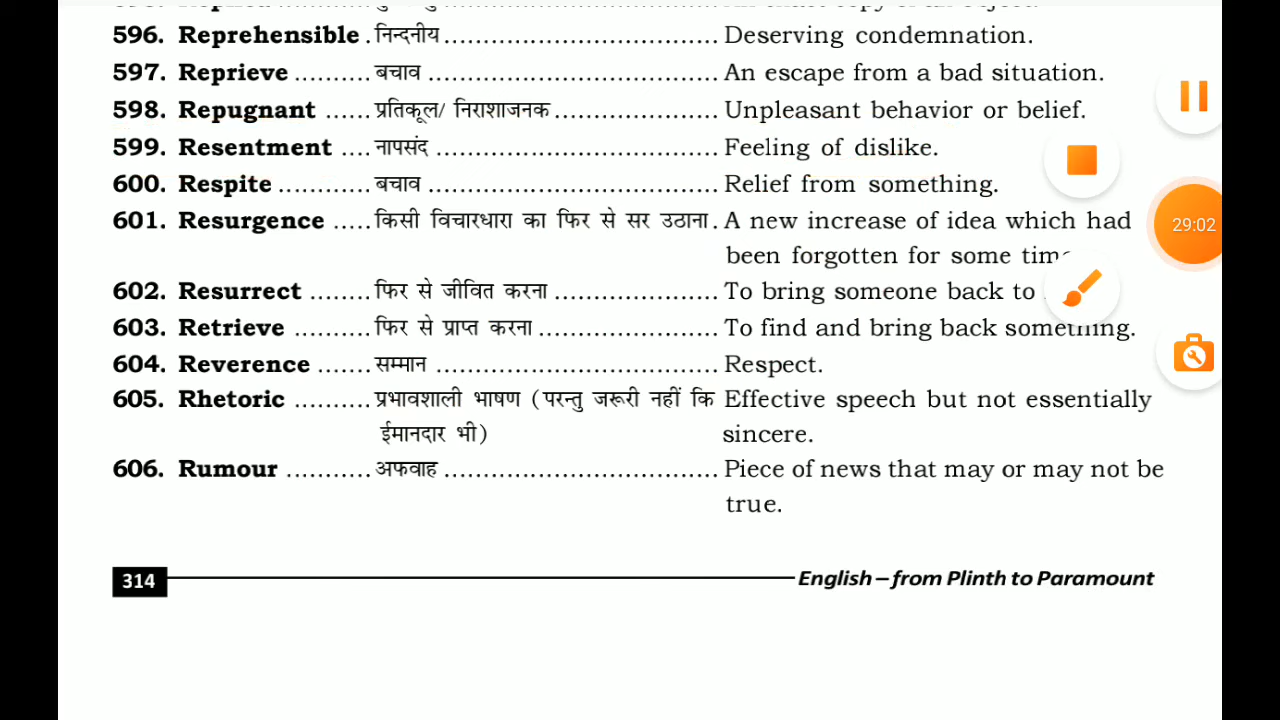 596. Reprehensible . निन्दनीय ................................... Deserving condemnation.
597. Reprieve .......... बचाव ..................................... An escape from a bad situation.
598. Repugnant ...... प्रतिकूल/ निराशाजनक ..................... Unpleasant behavior or belief.
599. Resentment .... नापसंद .................................... Feeling of dislike.
600. Respite ............ बचाव ..................................... Relief from something.
601. Resurgence ..... किसी विचारधारा का फिर से सर उठाना . A new increase of idea which had
been forgotten for some
602. Resurrect ........ फिर से जीवित करना ..................... To bring someone back to
603. Retrieve .......... फिर से प्राप्त करना ....................... To find and bring back something.
604. Reverence ....... सम्मान .................................... Respect.
605. Rhetoric .......... प्रभावशाली भाषण (परन्तु जरूरी नहीं कि Effective speech but not essentially
ईमानदार भी) sincere.
606. Rumour ........... अफवाह ................................... Piece of news that may or may not be
true.
314 English – from Plinth to Paramount
29:02